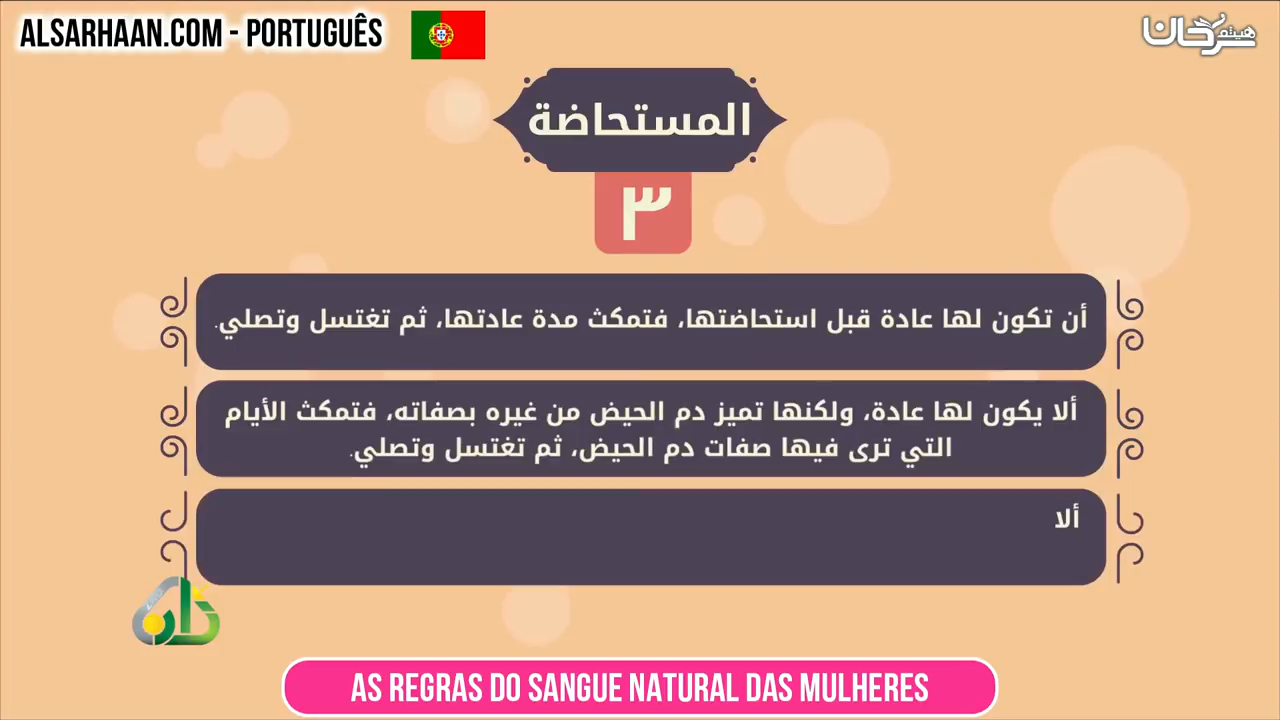 ALSARHAAN.COM - PORTUGUÊS
هيثم سرحان
المستحاضة
٣
أن تكون لها عادة قبل استحاضتها، فتمكث مدة عادتها، ثم تغتسل وتصلي.
ألا يكون لها عادة، ولكنها تميز دم الحيض من غيره بصفاته، فتمكث الأيام
التي ترى فيها صفات دم الحيض، ثم تغتسل وتصلي.
ألا
AS REGRAS DO SANGUE NATURAL DAS MULHERES